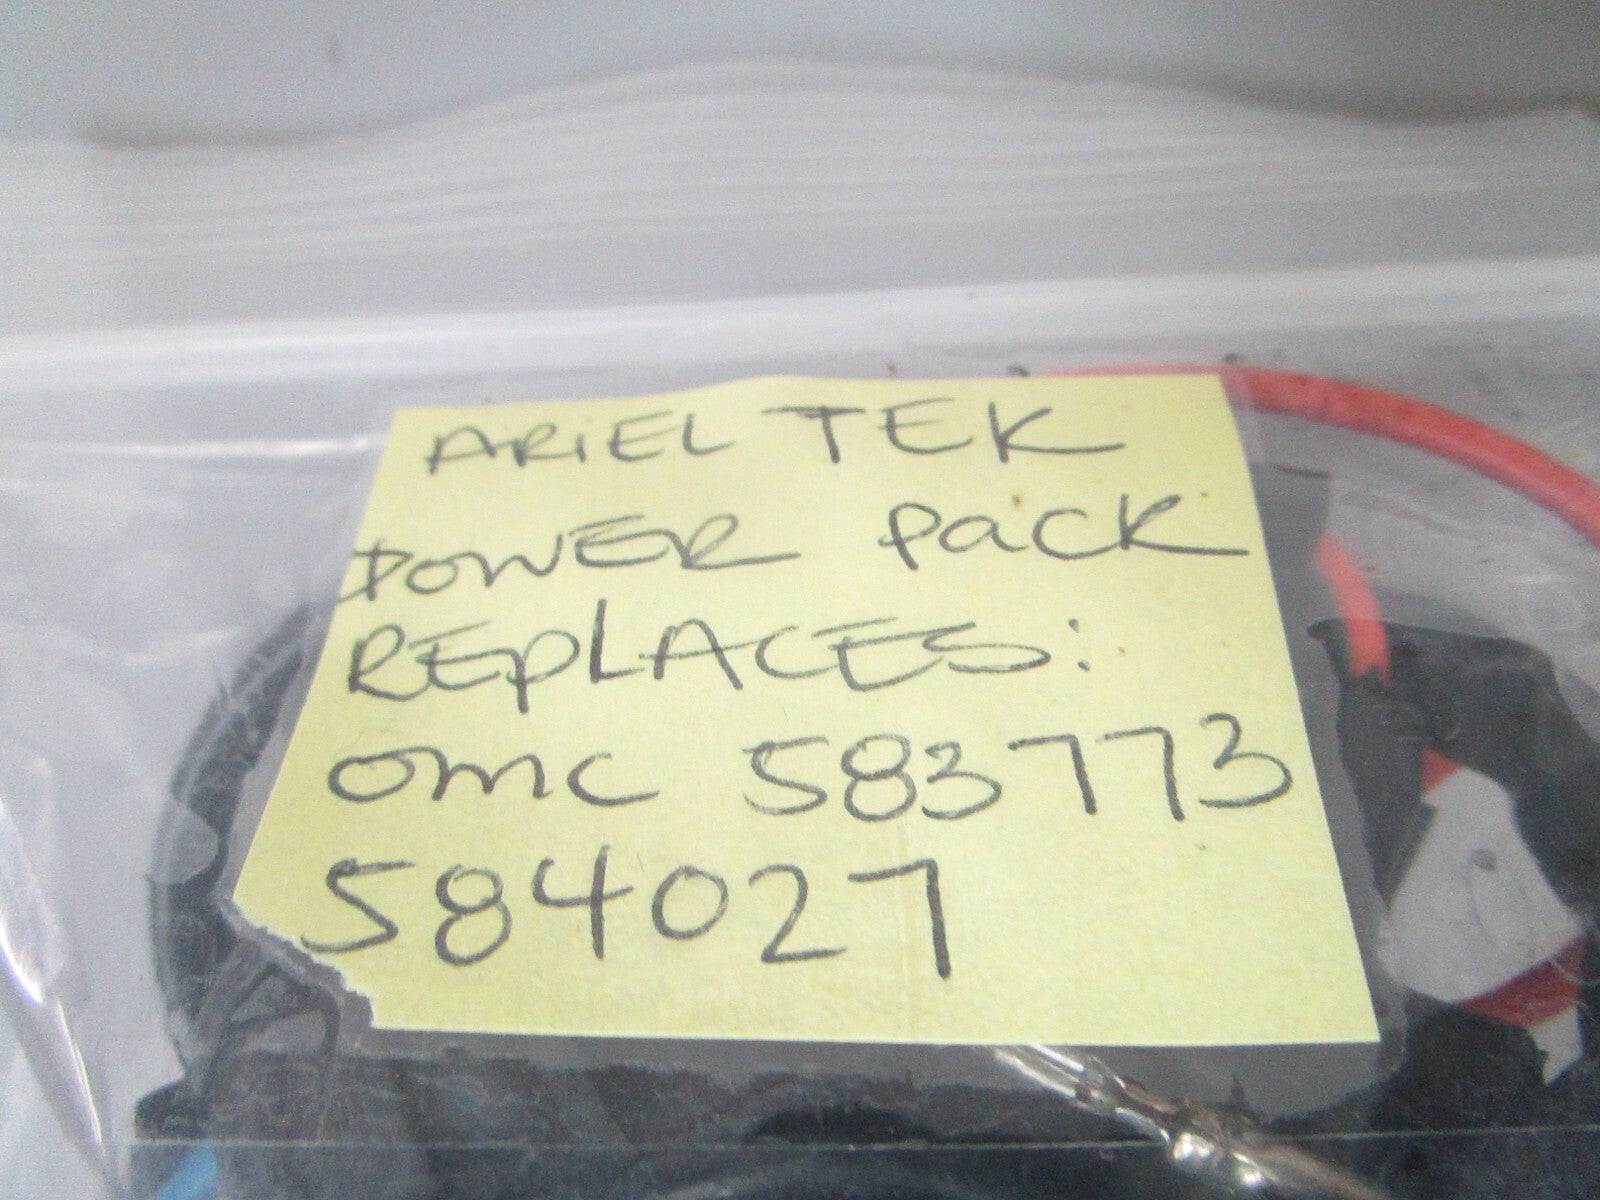 ARiEL TEK
POWER PaCK
REPLACES:
omc 583773
584027